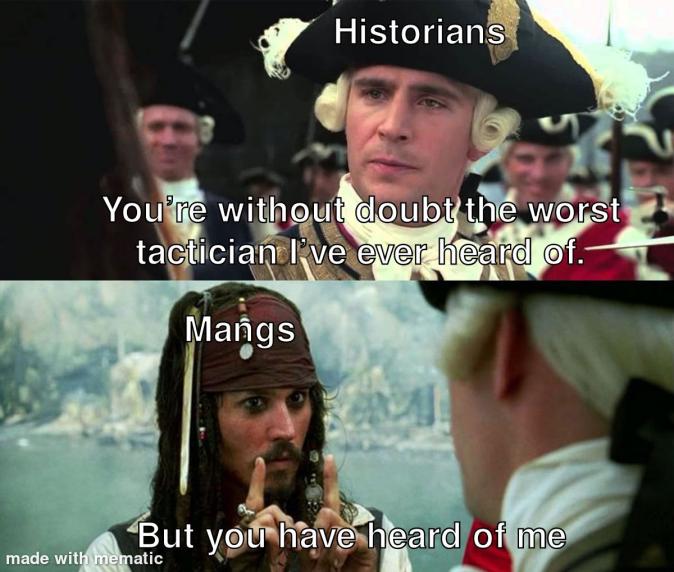 Historians
You're without doubt the worst
tactician I've ever heard of.
Mangs
But you have heard of me
made with mematic